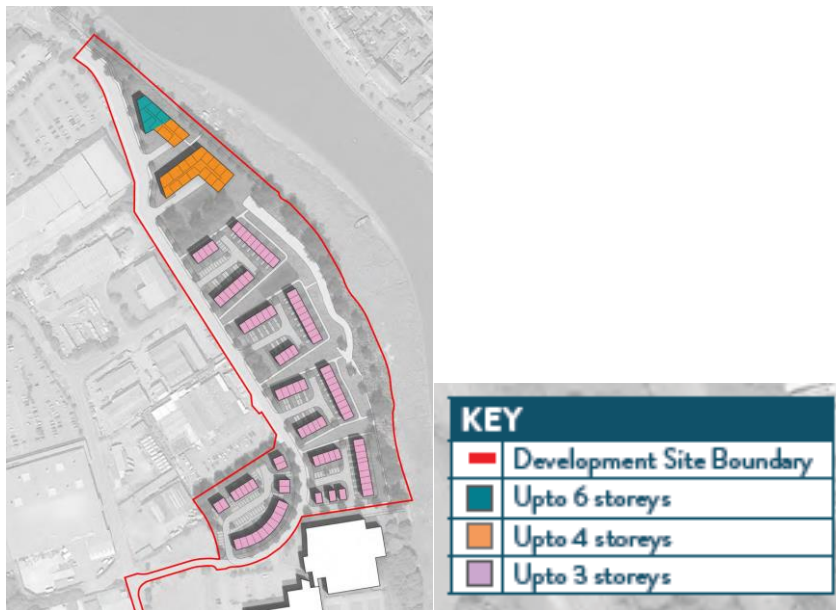 KEY
Development Site Boundary
Upto 6 storeys
Upto 4 storeys
Upto 3 storeys